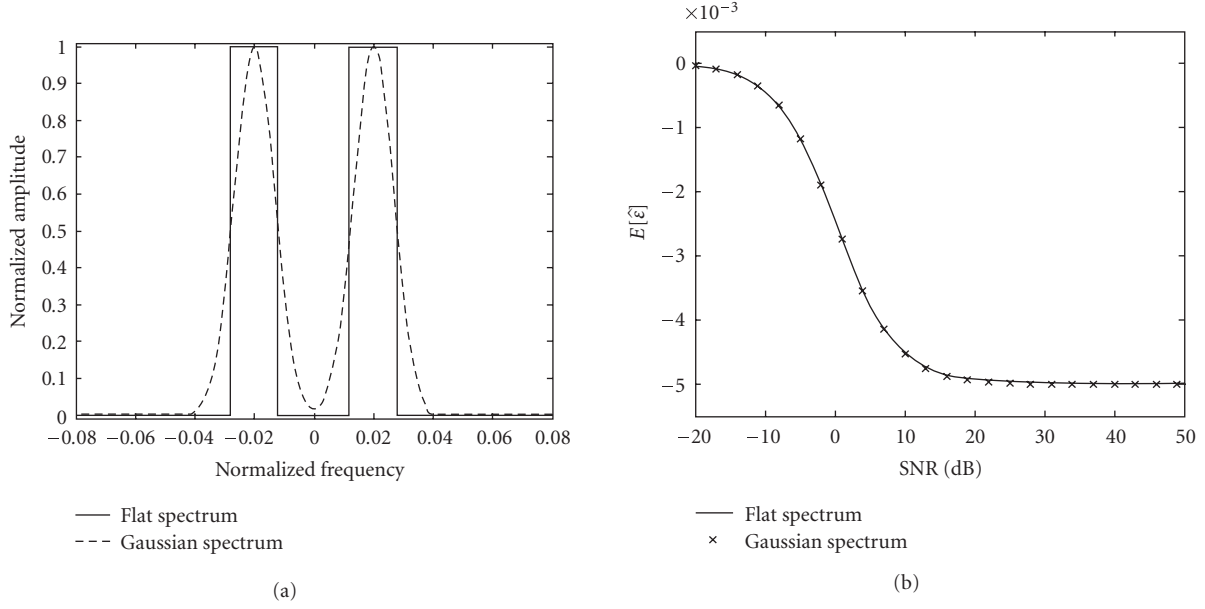 1
0.9
0.8
0.7
0.6
0.5
0.4
0.3
0.2
0.1
0
Normalized amplitude
−0.08 −0.06 −0.04 −0.02 0 0.02 0.04 0.06 0.08
Normalized frequency
Flat spectrum
Gaussian spectrum
(a)
×10−3
0
−1
−2
−3
−4
−5
E[ε̂]
−20 −10 0 10 20 30 40 50
SNR (dB)
Flat spectrum
Gaussian spectrum
(b)